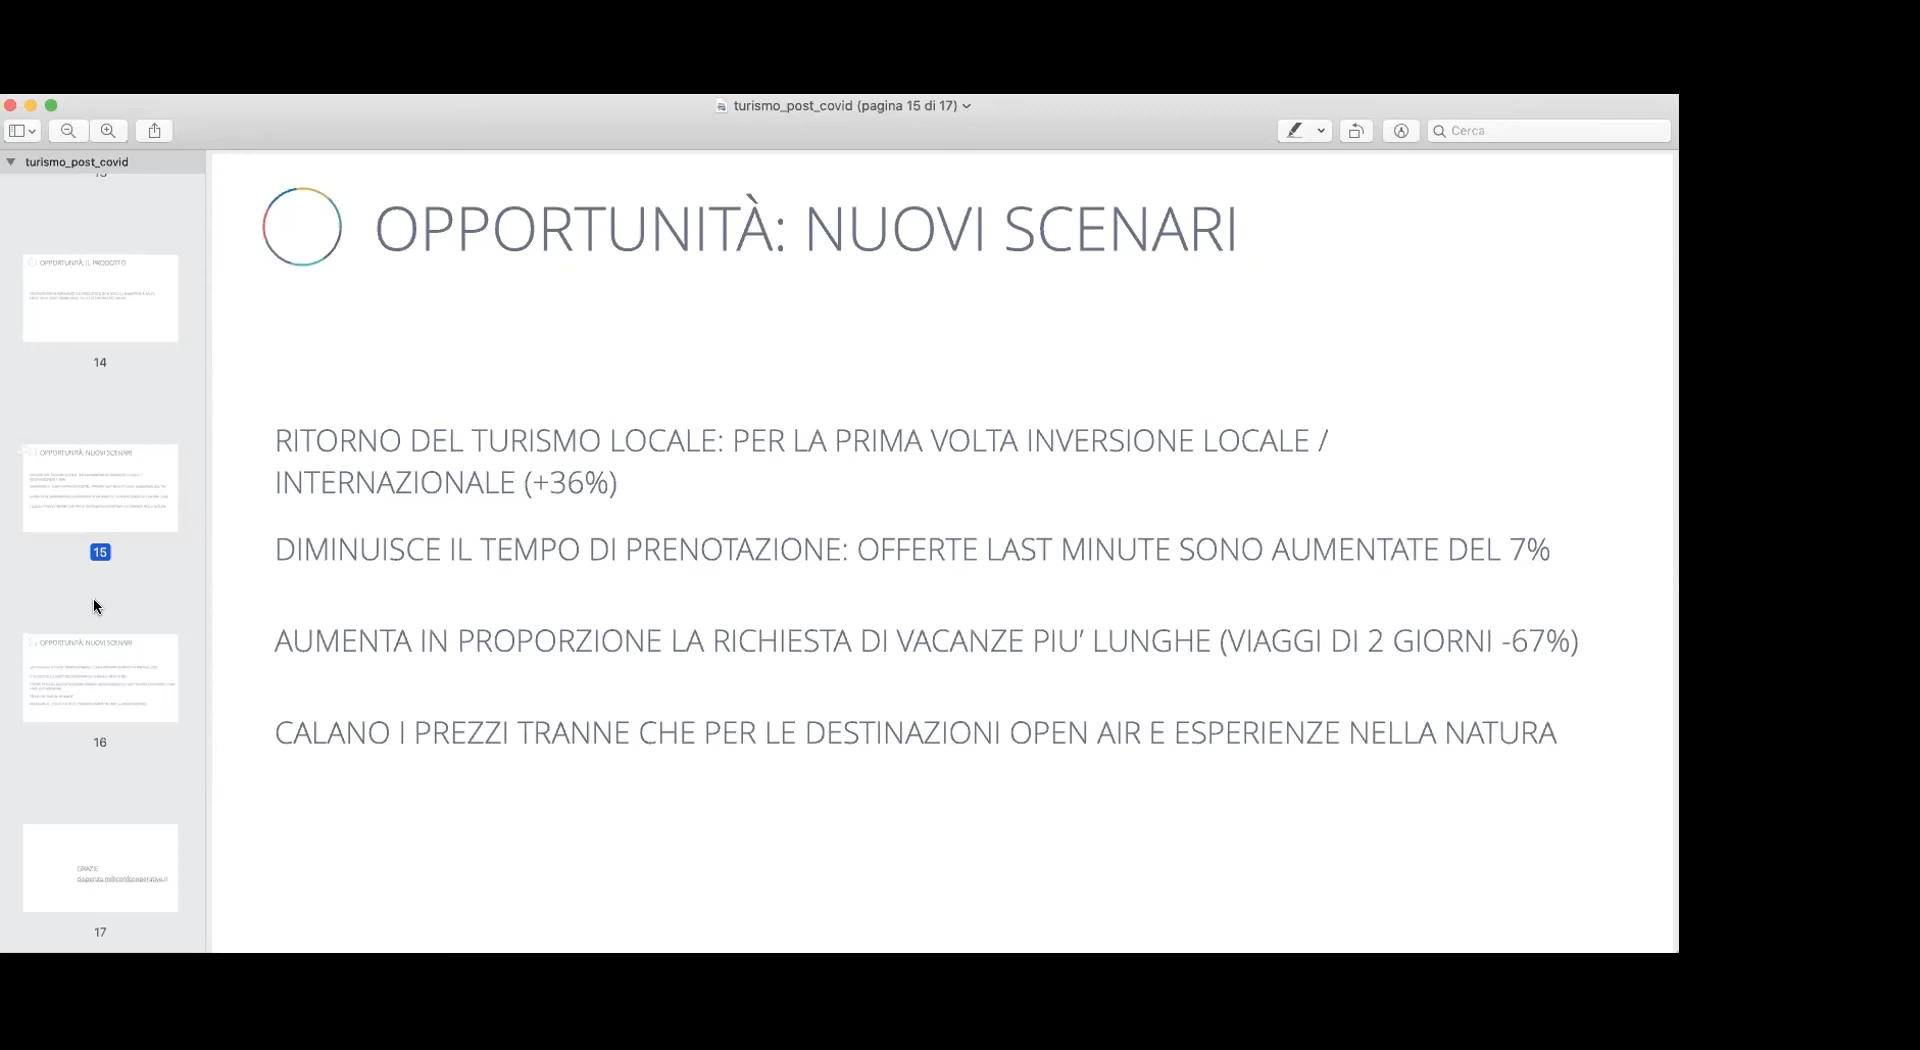 turismo_post_covid (pagina 15 di 17)
Cerca
turismo_post_covid
OPPORTUNITÀ: IL PRODOTTO
14
OPPORTUNITÀ: NUOVI SCENARI
15
OPPORTUNITÀ: NUOVI SCENARI
16
GRAZIE
17
OPPORTUNITÀ: NUOVI SCENARI
RITORNO DEL TURISMO LOCALE: PER LA PRIMA VOLTA INVERSIONE LOCALE /
INTERNAZIONALE (+36%)
DIMINUISCE IL TEMPO DI PRENOTAZIONE: OFFERTE LAST MINUTE SONO AUMENTATE DEL 7%
AUMENTA IN PROPORZIONE LA RICHIESTA DI VACANZE PIU’ LUNGHE (VIAGGI DI 2 GIORNI -67%)
CALANO I PREZZI TRANNE CHE PER LE DESTINAZIONI OPEN AIR E ESPERIENZE NELLA NATURA